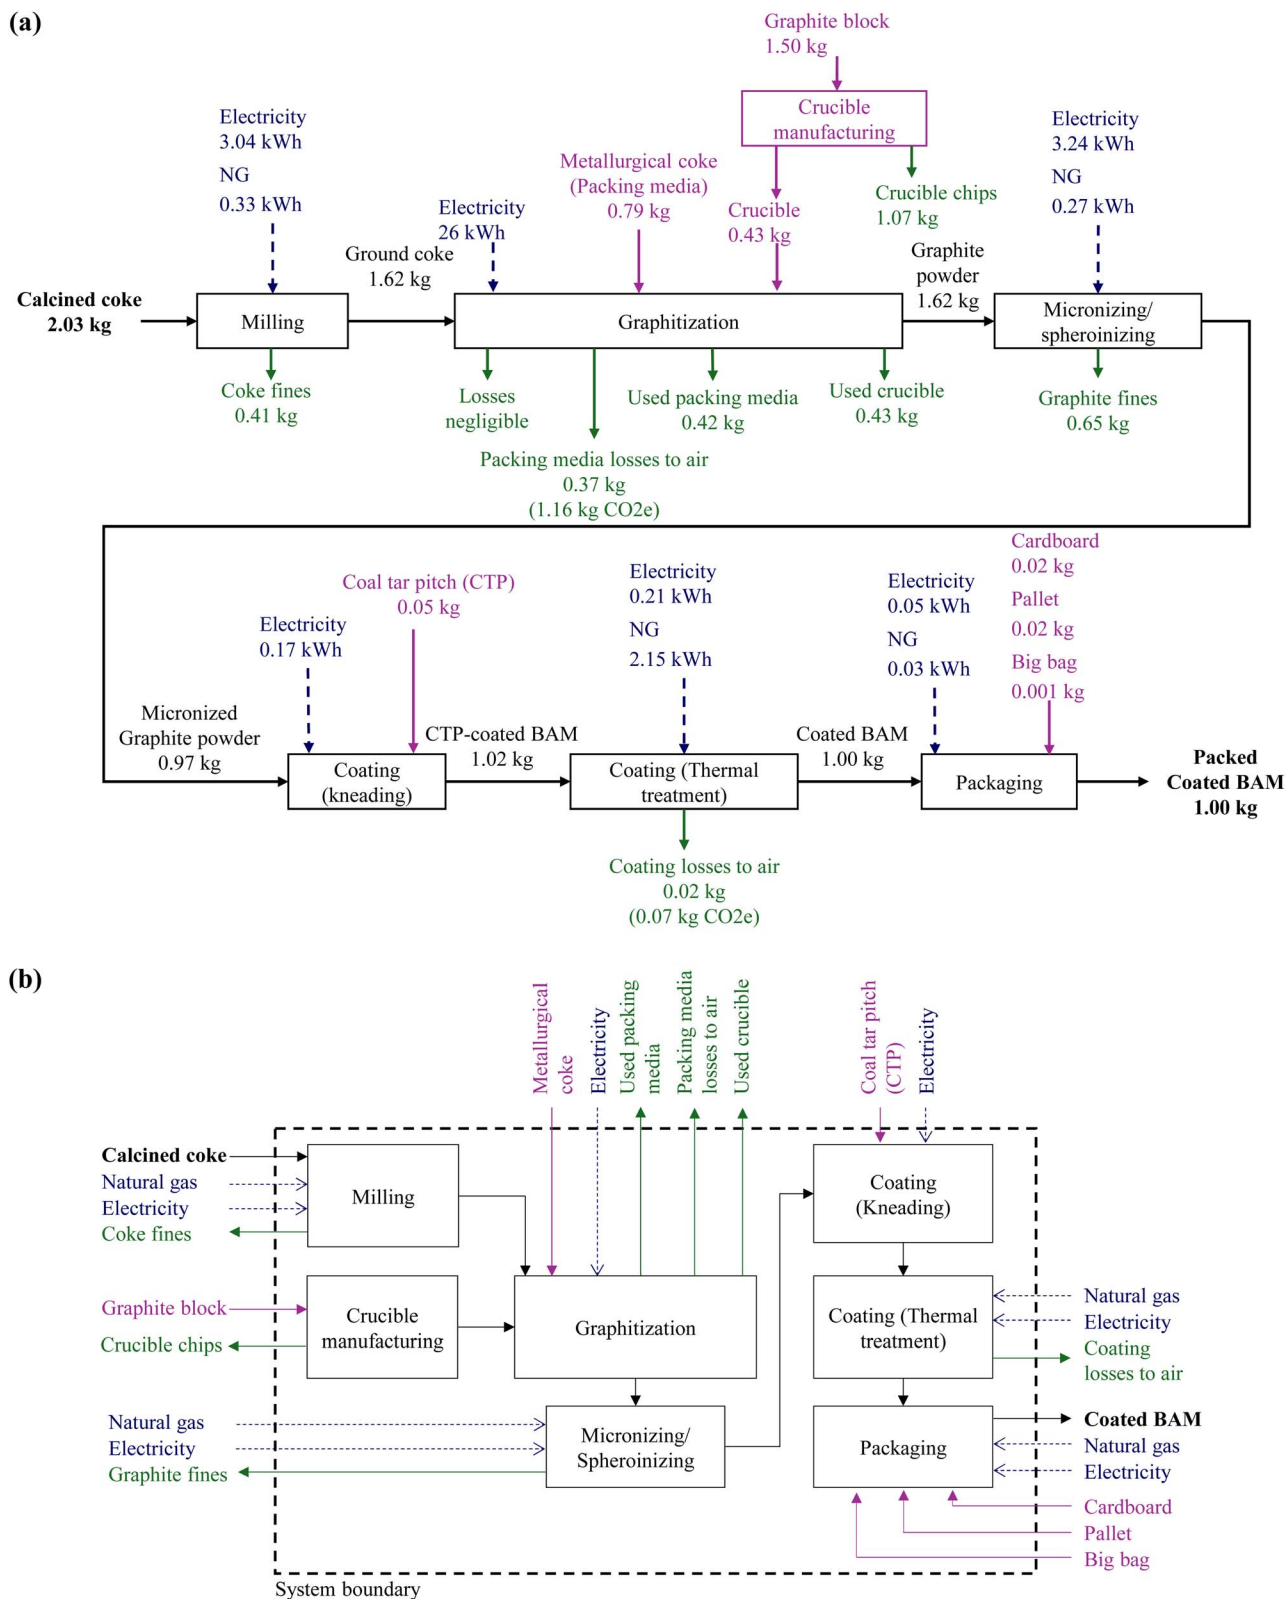 (a)
Graphite block
1.50 kg
Crucible
manufacturing
Electricity
3.04 kWh
NG
0.33 kWh
Electricity
26 kWh
Metallurgical coke
(Packing media)
0.79 kg
Crucible
0.43 kg
Crucible chips
1.07 kg
Electricity
3.24 kWh
NG
0.27 kWh
Calcined coke
2.03 kg
Milling
Ground coke
1.62 kg
Graphitization
Graphite
powder
1.62 kg
Micronizing/
spheroinizing
Coke fines
0.41 kg
Losses
negligible
Packing media losses to air
0.37 kg
(1.16 kg CO2e)
Used packing media
0.42 kg
Used crucible
0.43 kg
Graphite fines
0.65 kg
Electricity
0.17 kWh
Coal tar pitch (CTP)
0.05 kg
Electricity
0.21 kWh
NG
2.15 kWh
Electricity
0.05 kWh
NG
0.03 kWh
Cardboard
0.02 kg
Pallet
0.02 kg
Big bag
0.001 kg
Micronized
Graphite powder
0.97 kg
Coating
(kneading)
CTP-coated BAM
1.02 kg
Coating (Thermal
treatment)
Coated BAM
1.00 kg
Packaging
Packed
Coated BAM
1.00 kg
Coating losses to air
0.02 kg
(0.07 kg CO2e)
(b)
Metallurgical
coke
Electricity
Used packing
media
Packing media
losses to air
Used crucible
Coal tar pitch
(CTP)
Electricity
Calcined coke
Natural gas
Electricity
Coke fines
Milling
Coating
(Kneading)
Graphite block
Crucible chips
Crucible
manufacturing
Graphitization
Coating (Thermal
treatment)
Natural gas
Electricity
Coating
losses to air
Natural gas
Electricity
Graphite fines
Micronizing/
Spheroinizing
Packaging
Coated BAM
Natural gas
Electricity
Cardboard
Pallet
Big bag
System boundary